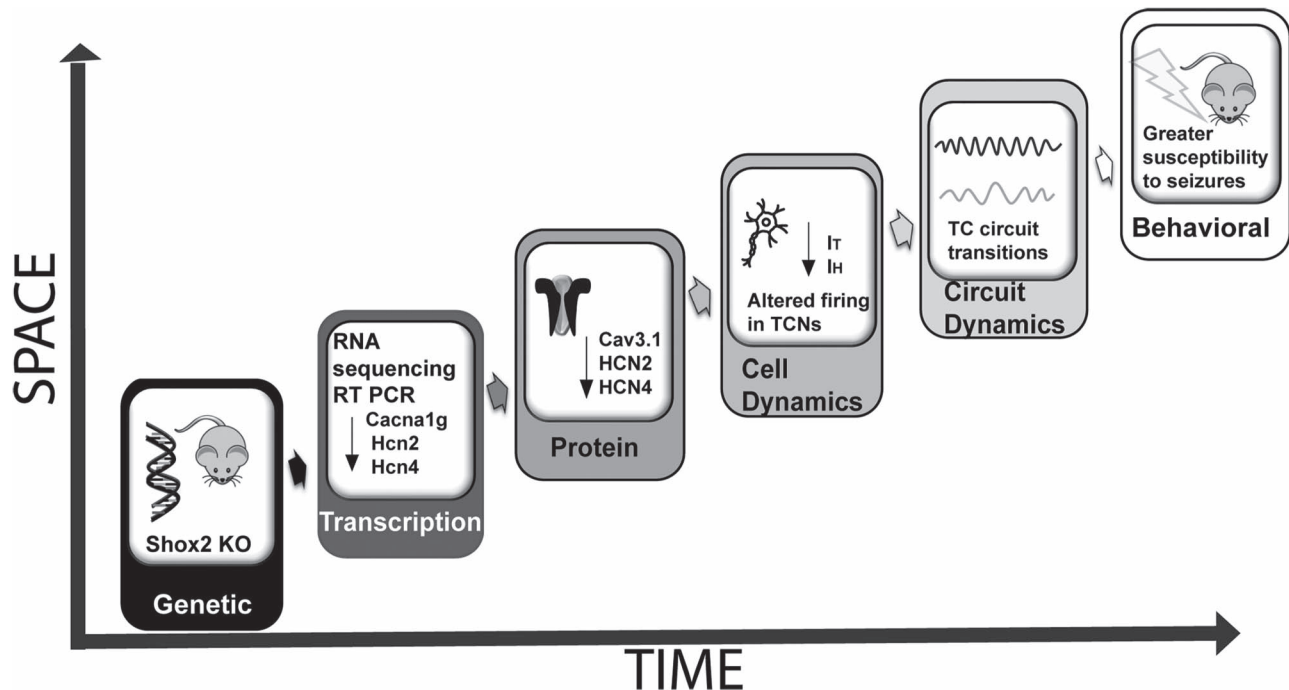 SPACE
Shox2 KO
Genetic
RNA
sequencing
RT PCR
Cacna1g
Hcn2
Hcn4
Transcription
Cav3.1
HCN2
HCN4
Protein
IT
IH
Altered firing
in TCNs
Cell
Dynamics
TC circuit
transitions
Circuit
Dynamics
Greater
susceptibility
to seizures
Behavioral
TIME